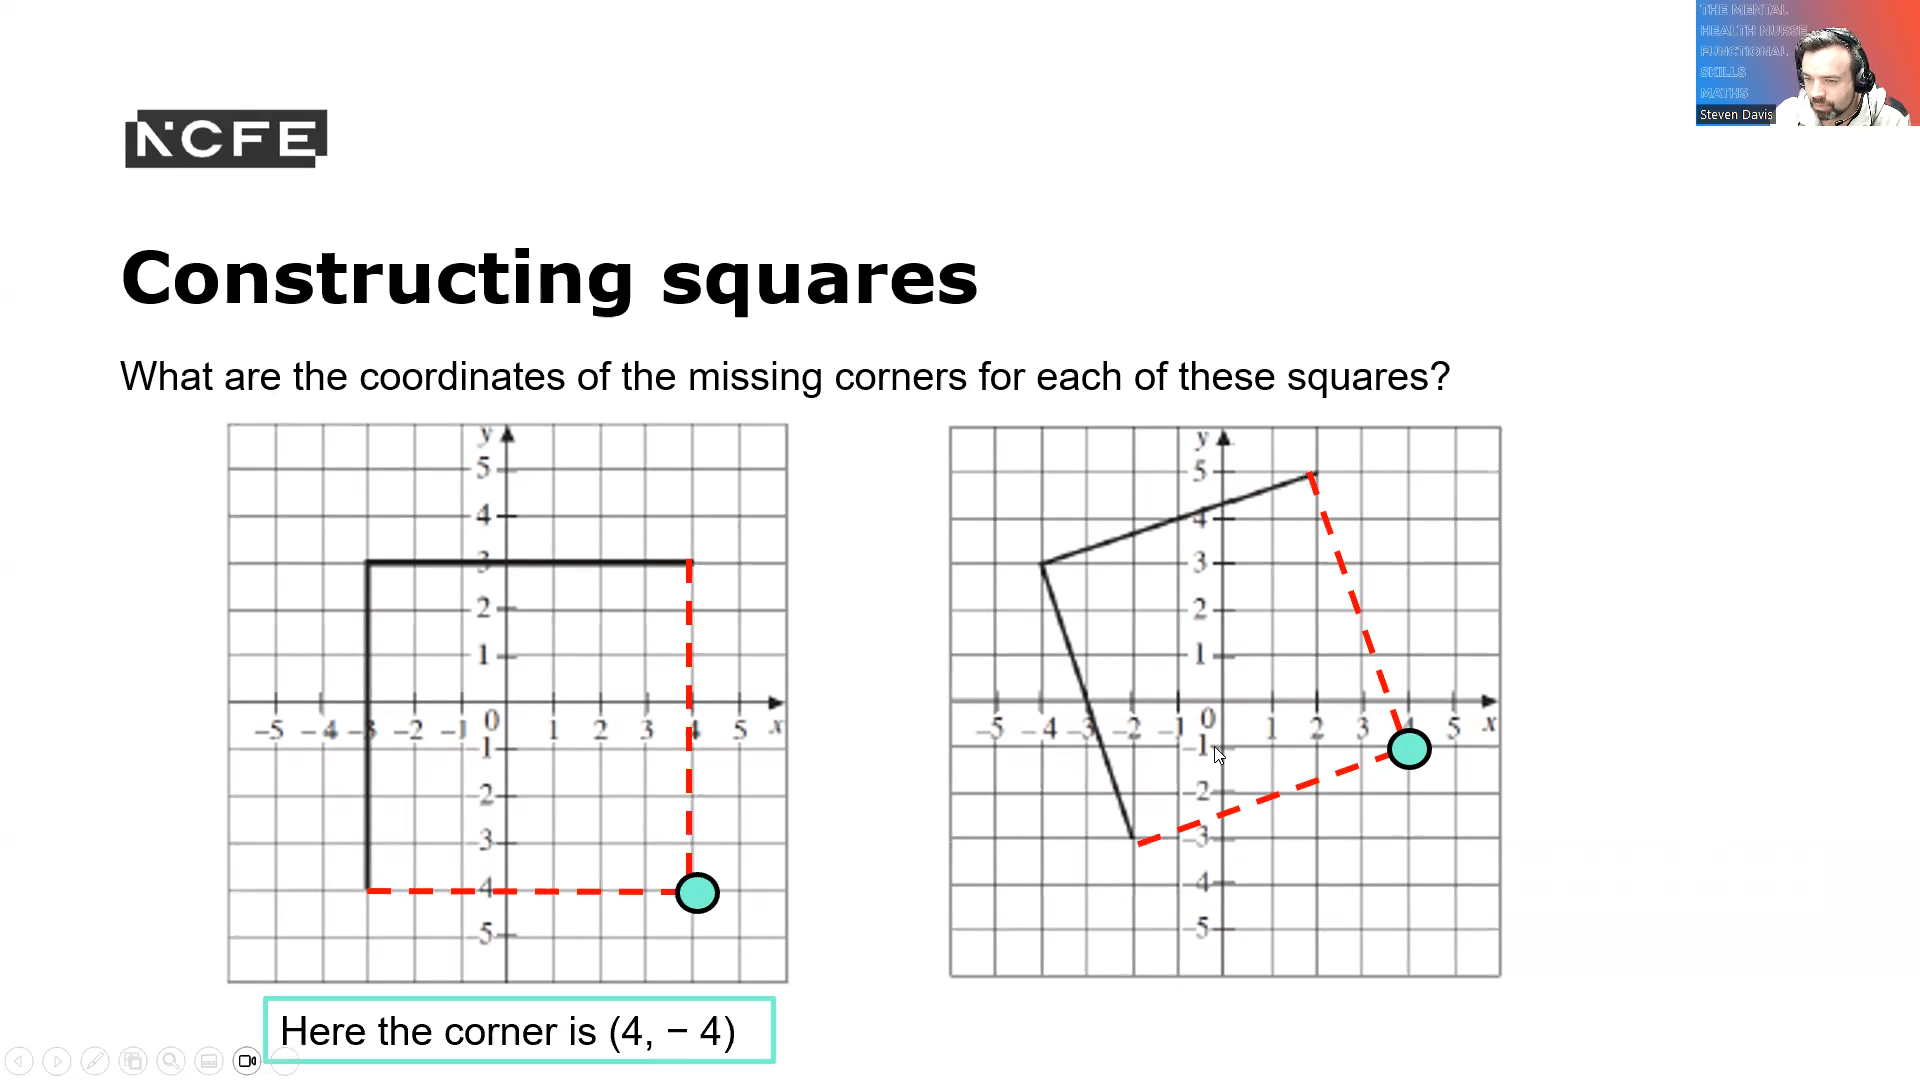 THE MENTAL
HEALTH NURSE
FUNCTIONAL
SKILLS
MATHS
Steven Davis
NCFE
Constructing squares
What are the coordinates of the missing corners for each of these squares?
y
5
4
3
2
1
–5 –4 –3 –2 –1 0 1 2 3 4 5 x
–1
–2
–3
–4
–5
y
5
4
3
2
1
–5 –4 –3 –2 –1 0 1 2 3 4 5 x
–1
–2
–3
–4
–5
Here the corner is (4, − 4)